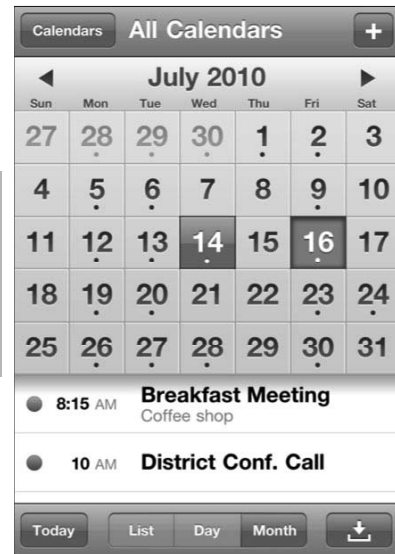 Calendars All Calendars +
July 2010
Sun Mon Tue Wed Thu Fri Sat
27 28 29 30 1 2 3
4 5 6 7 8 9 10
11 12 13 14 15 16 17
18 19 20 21 22 23 24
25 26 27 28 29 30 31
8:15 AM Breakfast Meeting
Coffee shop
10 AM District Conf. Call
Today List Day Month